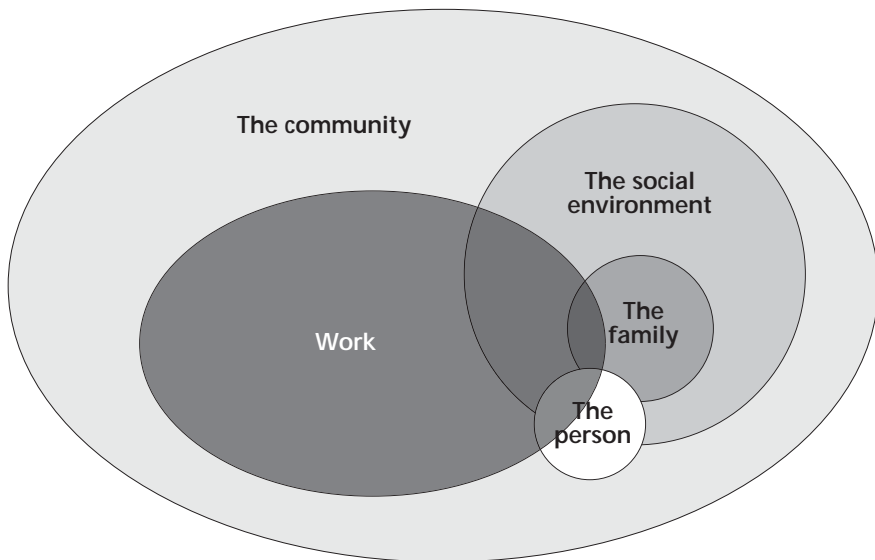 The community
The social
environment
The
family
Work
The
person